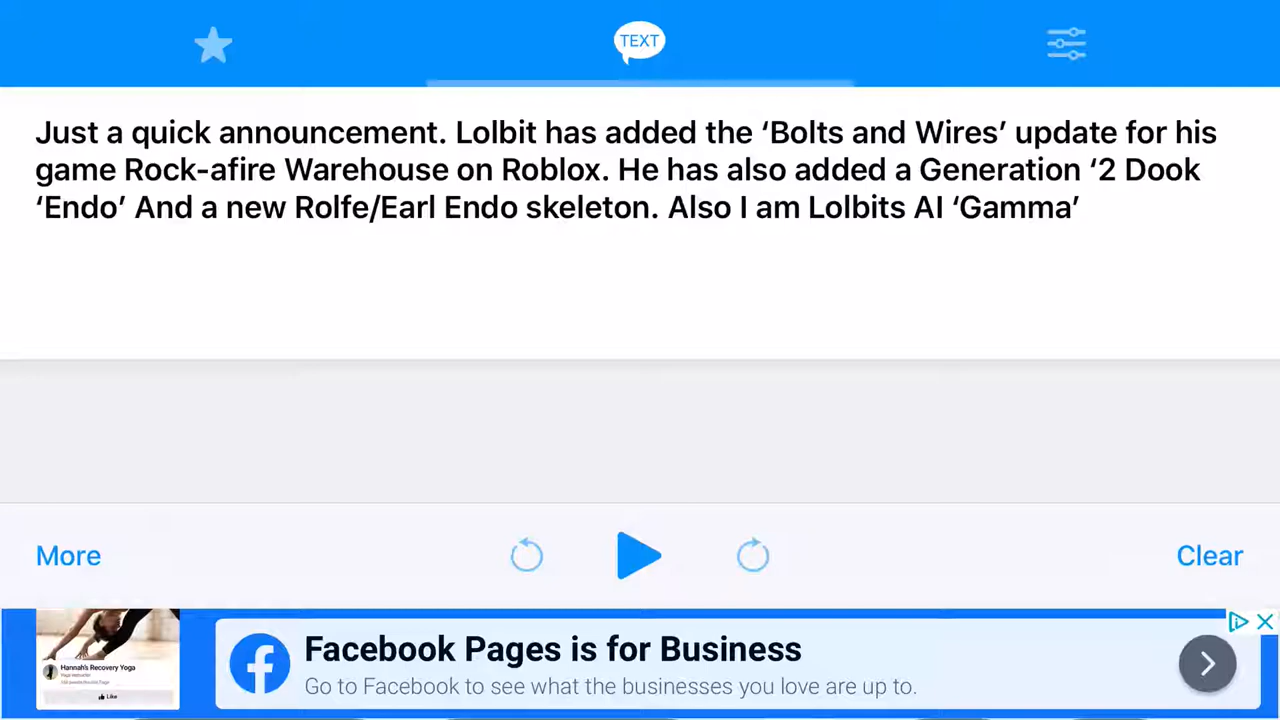 TEXT
Just a quick announcement. Lolbit has added the ‘Bolts and Wires’ update for his
game Rock-afire Warehouse on Roblox. He has also added a Generation ‘2 Dook
‘Endo’ And a new Rolfe/Earl Endo skeleton. Also I am Lolbits AI ‘Gamma’
More
Clear
Hannah's Recovery Yoga
Like
Facebook Pages is for Business
Go to Facebook to see what the businesses you love are up to.